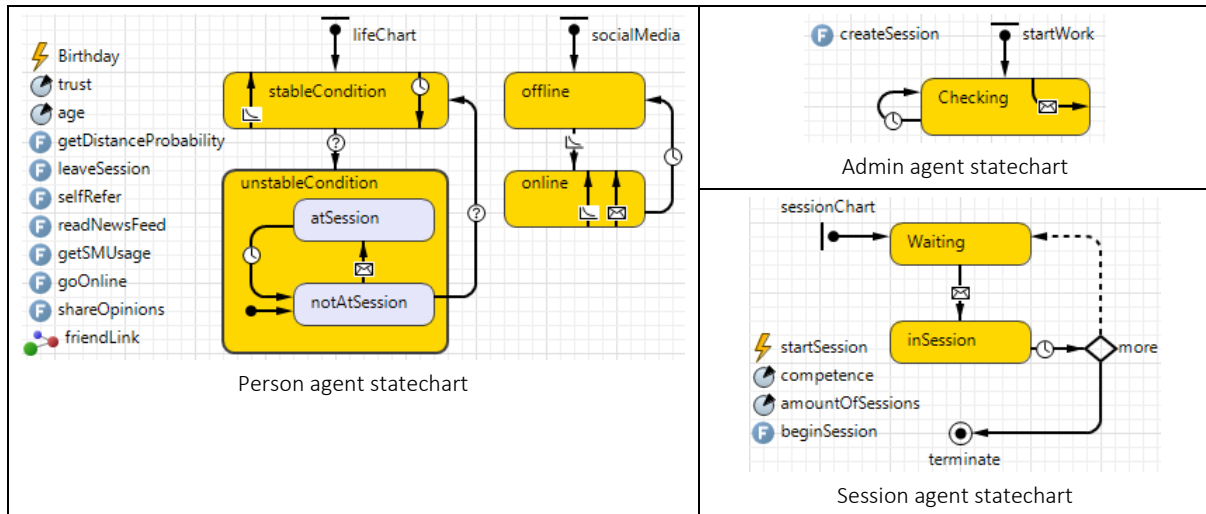 lifeChart
socialMedia
Birthday
trust
age
getDistanceProbability
leaveSession
selfRefer
readNewsFeed
getSMUsage
goOnline
shareOpinions
friendLink
stableCondition
?
unstableCondition
atSession
notAtSession
?
offline
online
Person agent statechart
F createSession
startWork
Checking
Admin agent statechart
sessionChart
Waiting
inSession
more
startSession
competence
amountOfSessions
F beginSession
terminate
Session agent statechart